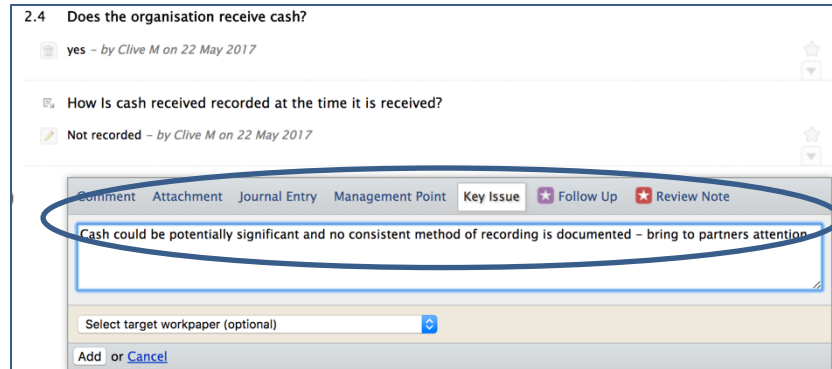 2.4 Does the organisation receive cash?
yes – by Clive M on 22 May 2017
How Is cash received recorded at the time it is received?
Not recorded – by Clive M on 22 May 2017
Comment Attachment Journal Entry Management Point Key Issue Follow Up Review Note
Cash could be potentially significant and no consistent method of recording is documented – bring to partners attention
Select target workpaper (optional)
Add or Cancel